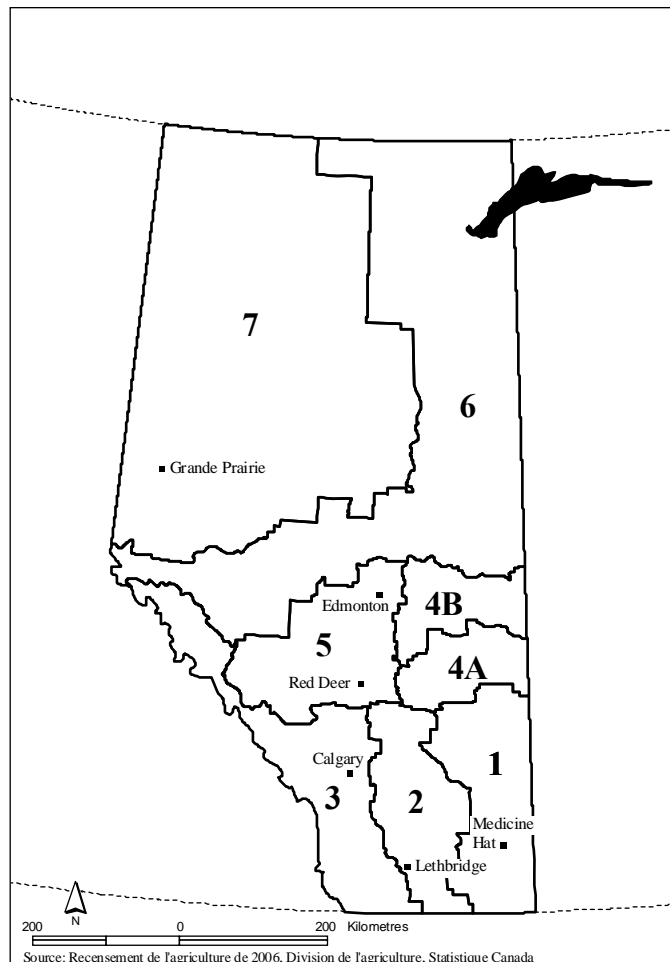 7
6
Grande Prairie
Edmonton
4B
5
4A
Red Deer
Calgary
1
3
2
Medicine
Hat
Lethbridge
N
200 0 200 Kilometres
Source: Recensement de l'agriculture de 2006, Division de l'agriculture, Statistique Canada